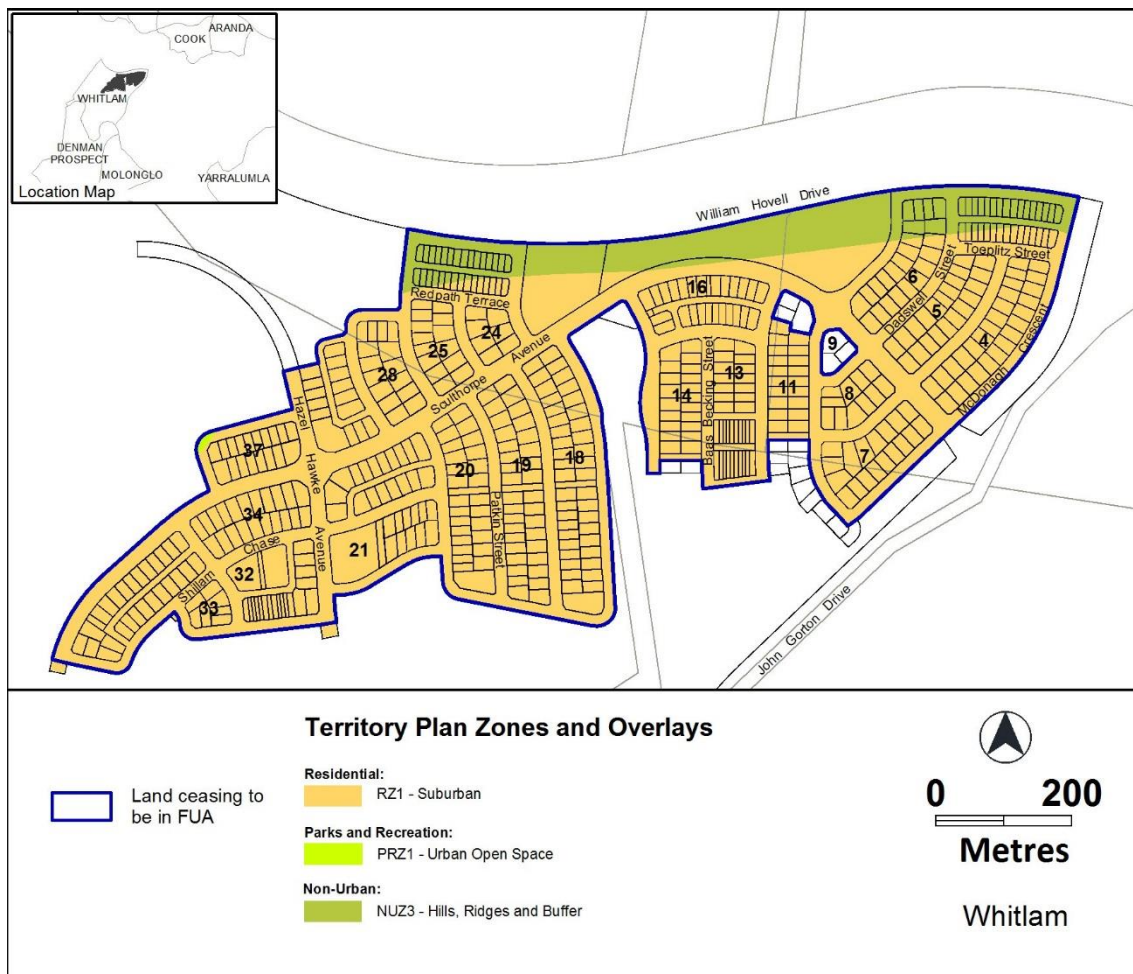 ARANDA
COOK
WHITLAM
DENMAN
PROSPECT
MOLONGLO
YARRALUMLA
Location Map
William Hovell Drive
Toeplitz Street
6
Dadswell Street
5
Redpath Terrace
16
24
25
9
4
28
Sculthorpe Avenue
Baas Becking Street
13
11
14
8
McDonagh Crescent
Hazel Hawke Avenue
37
20
19
18
7
Patkin Street
34
Chase
21
32
Shillam
33
John Gorton Drive
Territory Plan Zones and Overlays
Land ceasing to
be in FUA
Residential:
RZ1 - Suburban
Parks and Recreation:
PRZ1 - Urban Open Space
Non-Urban:
NUZ3 - Hills, Ridges and Buffer
0 200
Metres
Whitlam